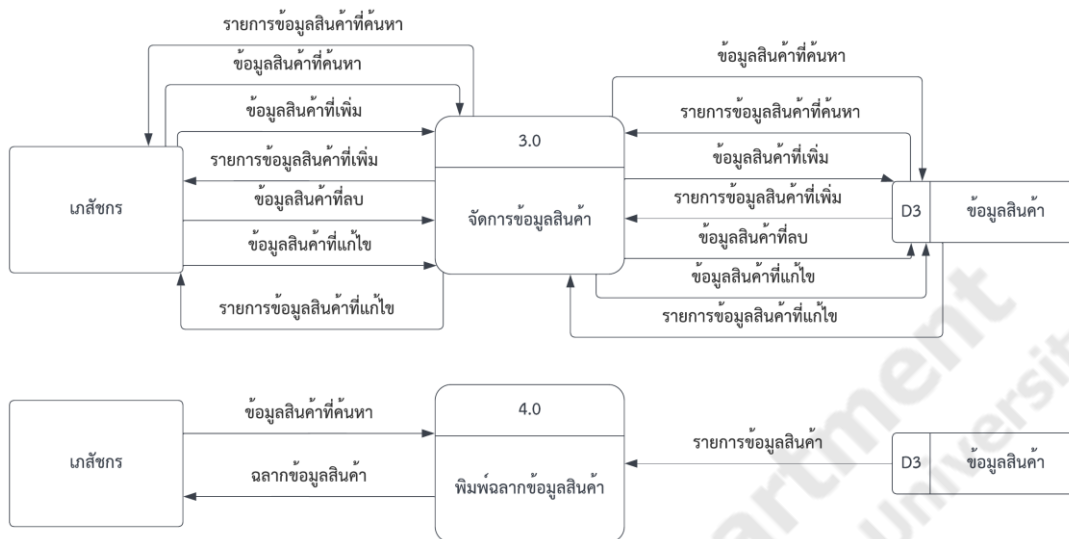 รายการข้อมูลสินค้าที่ค้นหา
ข้อมูลสินค้าที่ค้นหา
ข้อมูลสินค้าที่เพิ่ม
รายการข้อมูลสินค้าที่เพิ่ม
ข้อมูลสินค้าที่ลบ
ข้อมูลสินค้าที่แก้ไข
รายการข้อมูลสินค้าที่แก้ไข
เภสัชกร
3.0
จัดการข้อมูลสินค้า
ข้อมูลสินค้าที่ค้นหา
รายการข้อมูลสินค้าที่ค้นหา
ข้อมูลสินค้าที่เพิ่ม
รายการข้อมูลสินค้าที่เพิ่ม
ข้อมูลสินค้าที่ลบ
ข้อมูลสินค้าที่แก้ไข
รายการข้อมูลสินค้าที่แก้ไข
D3 ข้อมูลสินค้า
เภสัชกร
ข้อมูลสินค้าที่ค้นหา
ฉลากข้อมูลสินค้า
4.0
พิมพ์ฉลากข้อมูลสินค้า
รายการข้อมูลสินค้า
D3 ข้อมูลสินค้า